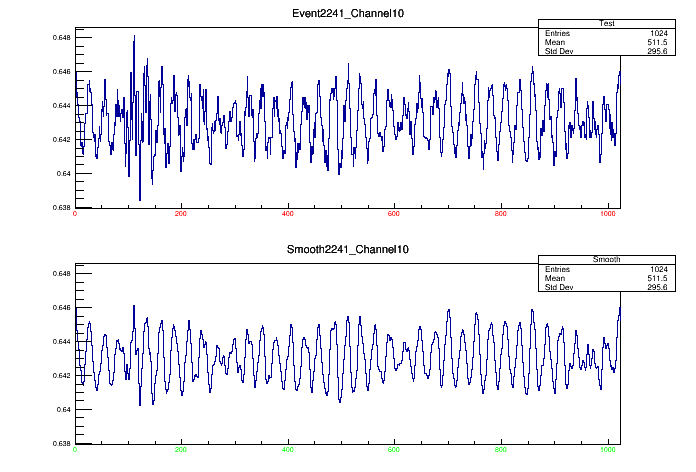 Event2241_Channel10
Test
Entries 1024
Mean 511.5
Std Dev 295.6
0.648
0.646
0.644
0.642
0.64
0.638
0 200 400 600 800 1000
Smooth2241_Channel10
Smooth
Entries 1024
Mean 511.5
Std Dev 295.6
0.648
0.646
0.644
0.642
0.64
0.638
0 200 400 600 800 1000